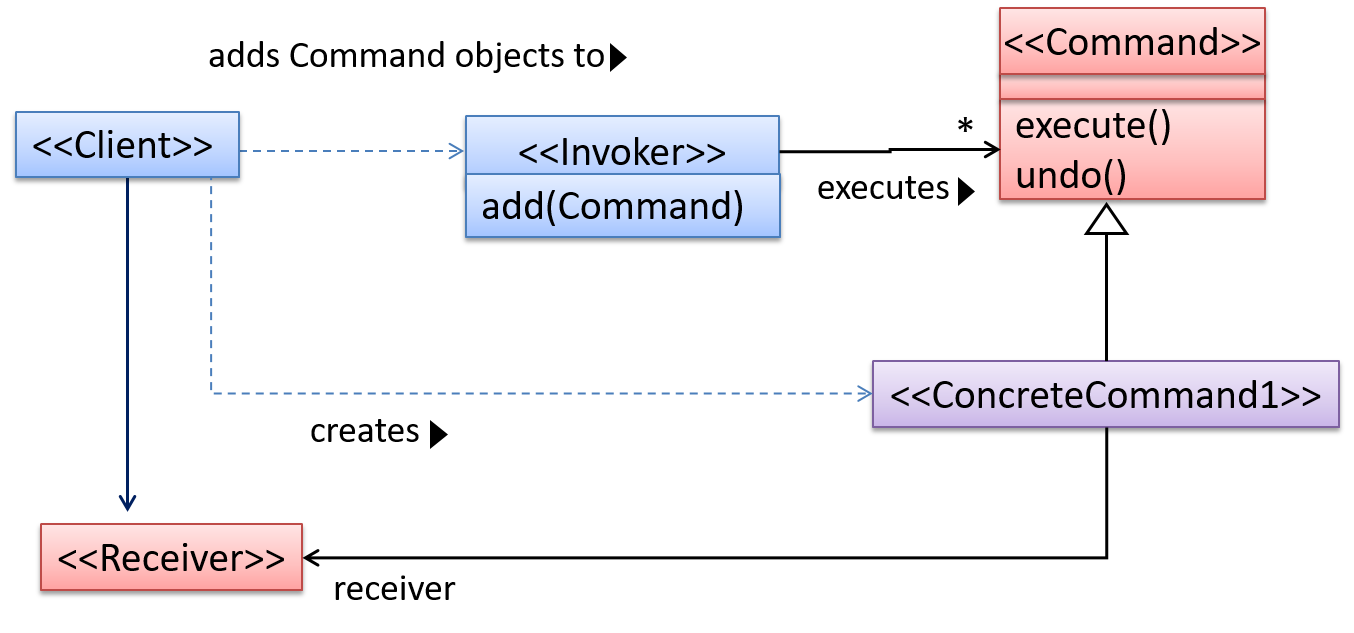 adds Command objects to
<<Command>>
execute()
undo()
<<Client>>
<<Invoker>>
add(Command)
*
executes
<<ConcreteCommand1>>
creates
<<Receiver>>
receiver